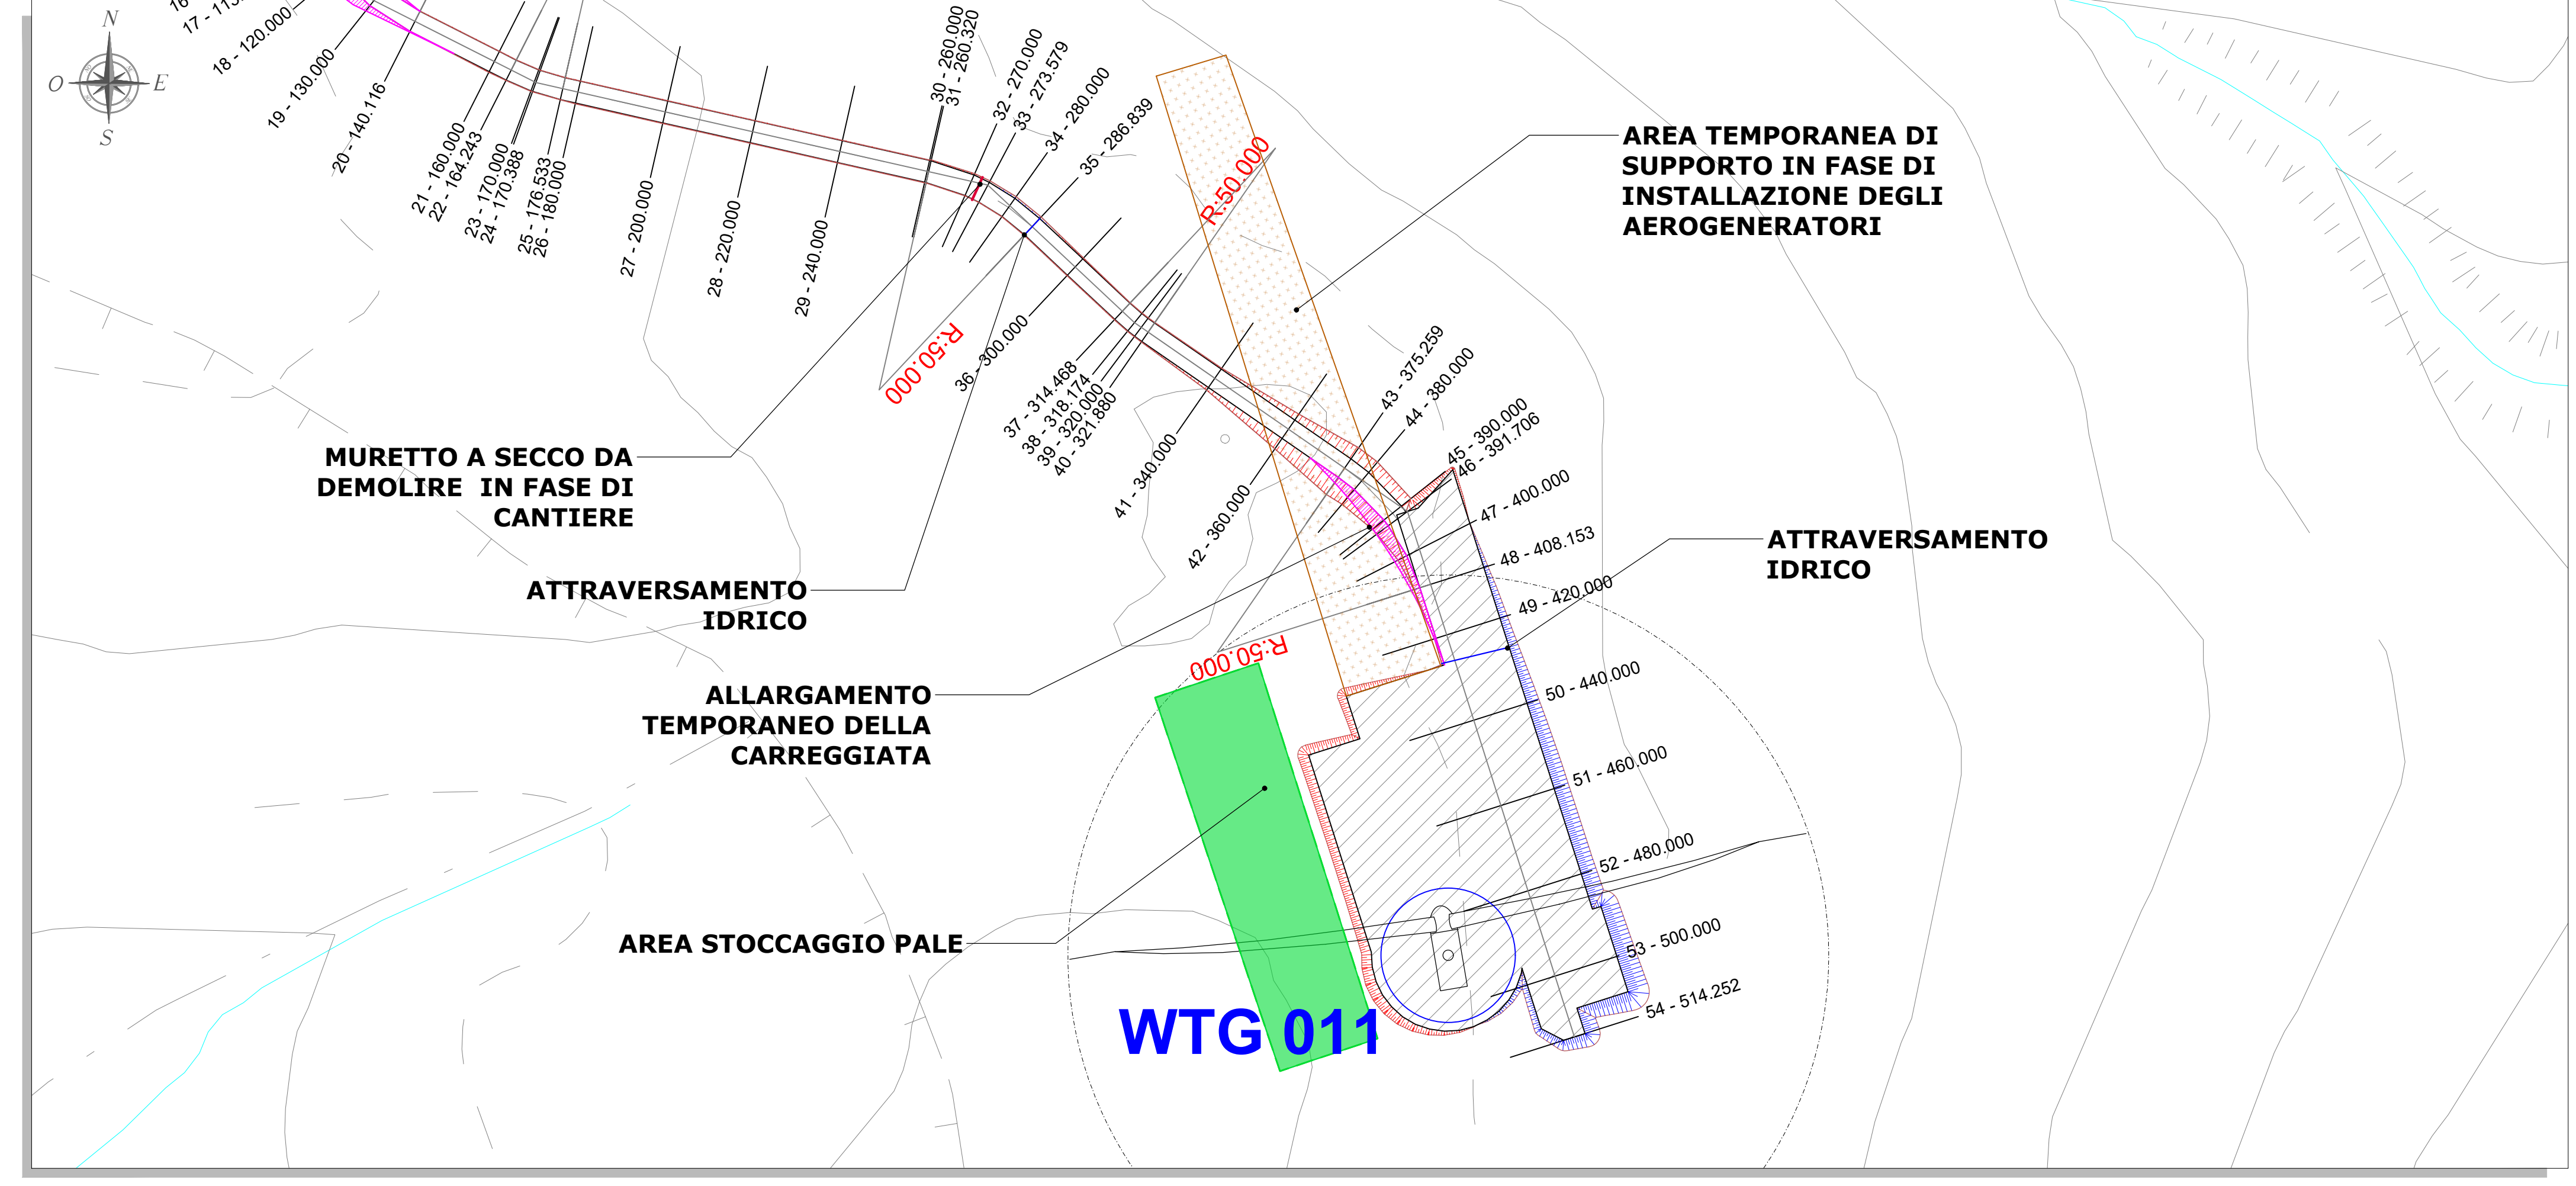 N
O
E
S
18 - 120.000
19 - 130.000
20 - 140.116
21 - 160.000
22 - 164.243
23 - 170.000
24 - 170.388
25 - 176.533
26 - 180.000
27 - 200.000
28 - 220.000
29 - 240.000
30 - 260.000
31 - 260.320
32 - 270.000
33 - 273.579
34 - 280.000
35 - 286.839
R:50.000
R:50.000
36 - 300.000
37 - 314.468
38 - 318.174
39 - 320.000
40 - 321.880
41 - 340.000
42 - 360.000
43 - 375.259
44 - 380.000
45 - 390.000
46 - 391.706
47 - 400.000
48 - 408.153
49 - 420.000
50 - 440.000
51 - 460.000
52 - 480.000
53 - 500.000
54 - 514.252
R:50.000
AREA TEMPORANEA DI
SUPPORTO IN FASE DI
INSTALLAZIONE DEGLI
AEROGENERATORI
MURETTO A SECCO DA
DEMOLIRE  IN FASE DI
CANTIERE
ATTRAVERSAMENTO
IDRICO
ATTRAVERSAMENTO
IDRICO
ALLARGAMENTO
TEMPORANEO DELLA
CARREGGIATA
AREA STOCCAGGIO PALE
WTG 011